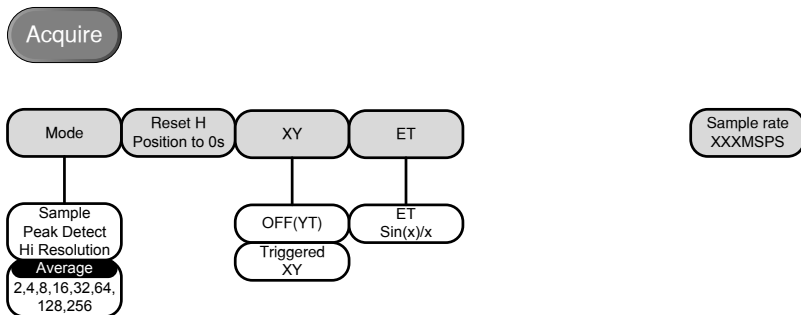 Acquire
Mode
Reset H
Position to 0s
XY
ET
Sample rate
XXXMSPS
Sample
Peak Detect
Hi Resolution
Average
2,4,8,16,32,64,
128,256
OFF(YT)
Triggered
XY
ET
Sin(x)/x